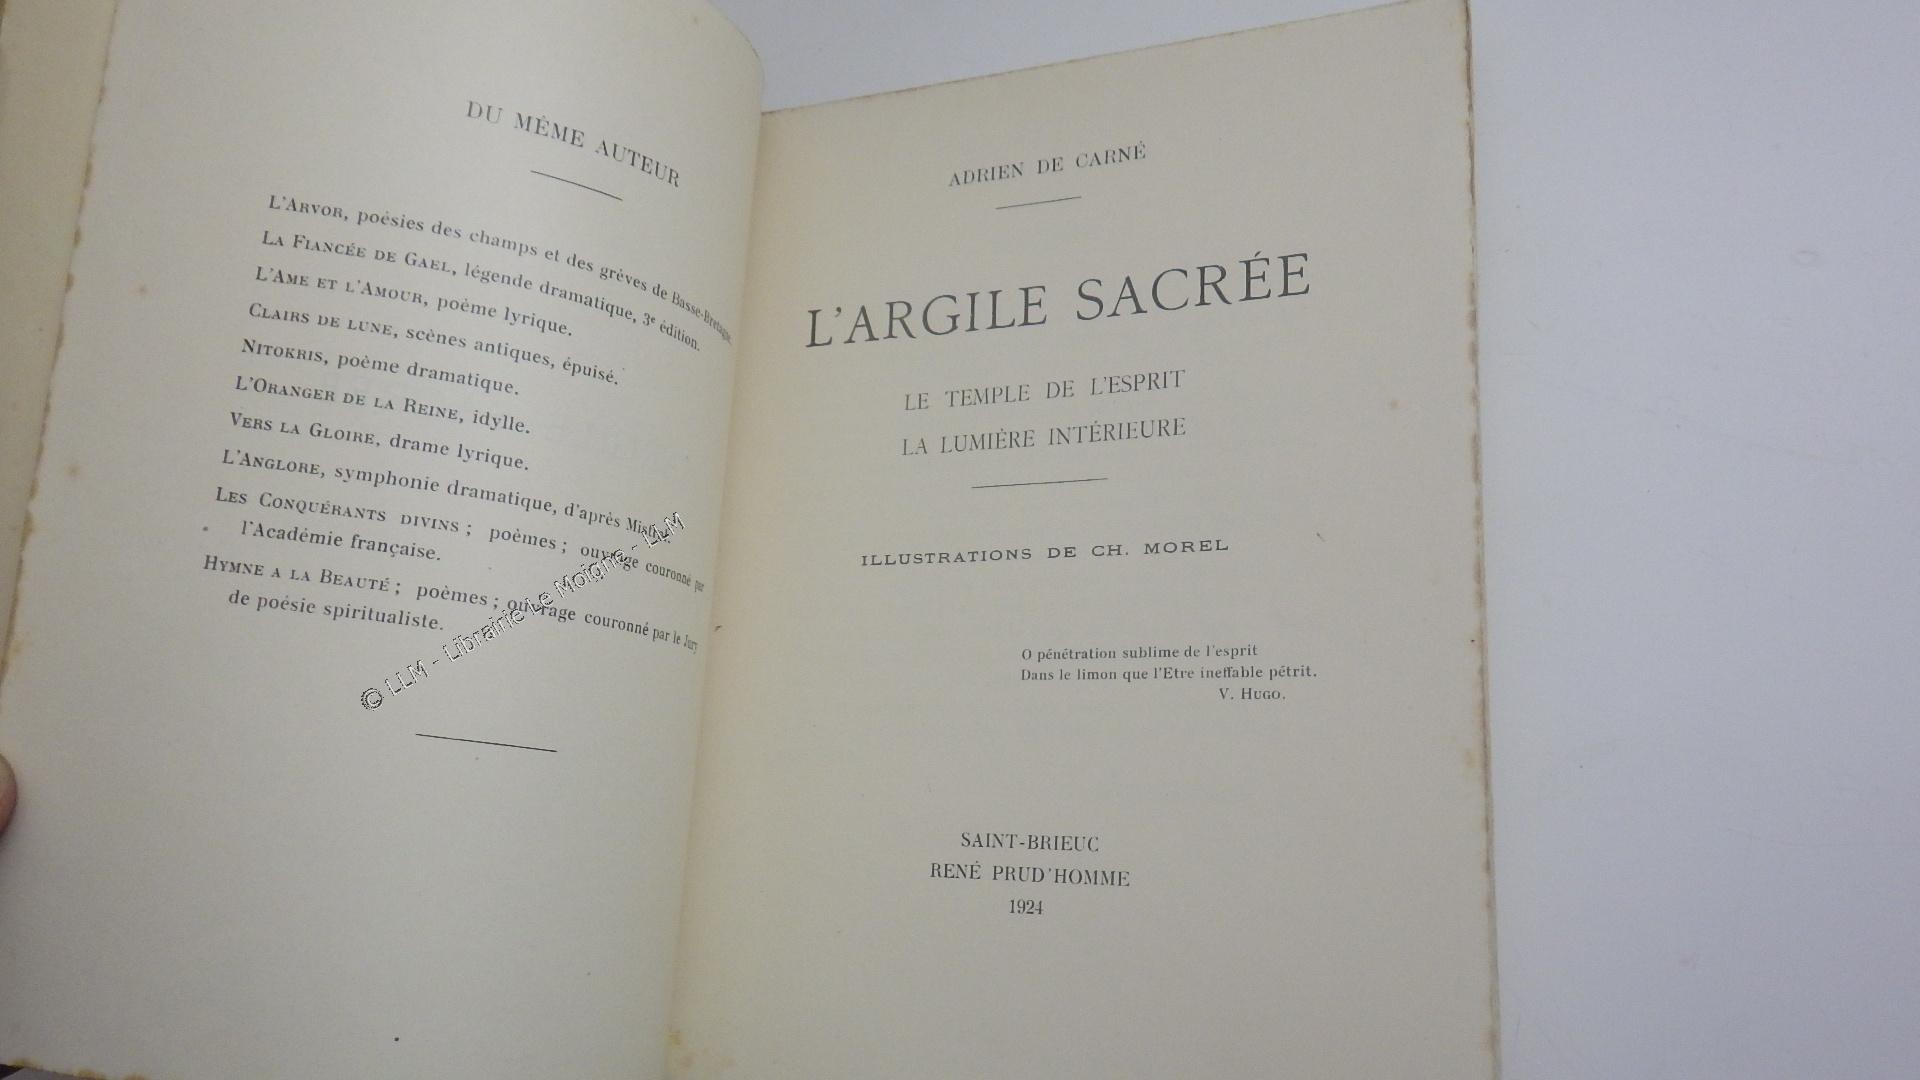 DU MÊME AUTEUR
L'ARVOR, poésies des champs et des grèves de Basse-Bretagne.
LA FIANCÉE DE GAEL, légende dramatique, 3e édition.
L'AME ET L'AMOUR, poème lyrique.
CLAIRS DE LUNE, scènes antiques, épuisé.
NITOKRIS, poème dramatique.
L'ORANGER DE LA REINE, idylle.
VERS LA GLOIRE, drame lyrique.
L'ANGLORE, symphonie dramatique, d'après
LES CONQUÉRANTS DIVINS ; poèmes ; ouvrage couronné par
l'Académie française.
HYMNE A LA BEAUTÉ ; poèmes ; ouvrage couronné par le Jury
de poésie spiritualiste.
© LLM - Librairie Le Moigne - LLM
ADRIEN DE CARNÉ
L'ARGILE SACRÉE
LE TEMPLE DE L'ESPRIT
LA LUMIÈRE INTÉRIEURE
ILLUSTRATIONS DE CH. MOREL
O pénétration sublime de l'esprit
Dans le limon que l'Etre ineffable pétrit.
V. HUGO.
SAINT-BRIEUC
RENÉ PRUD'HOMME
1924